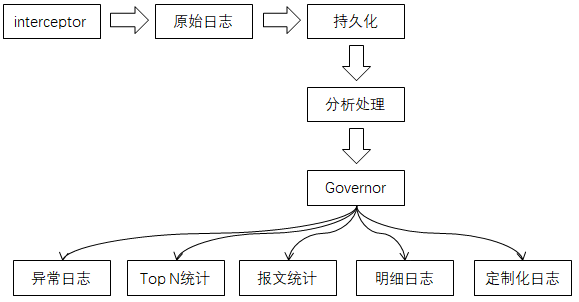 interceptor
原始日志
持久化
分析处理
Governor
异常日志
Top N统计
报文统计
明细日志
定制化日志